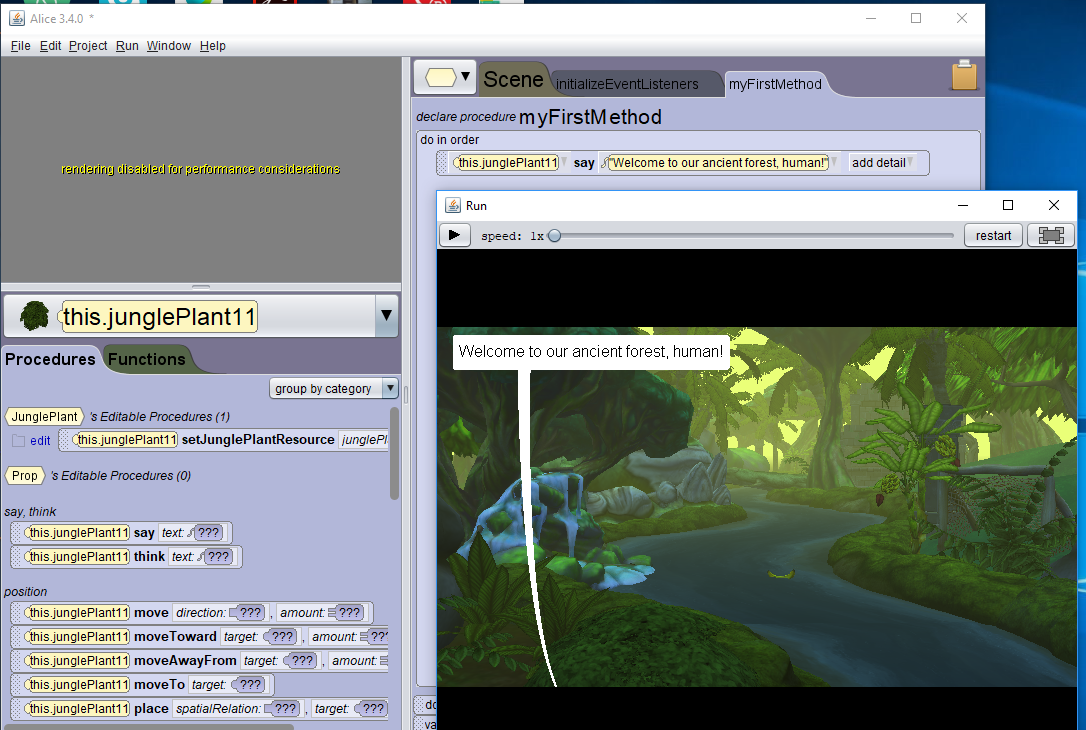 Alice 3.4.0 *
File Edit Project Run Window Help
rendering disabled for performance considerations
Scene initializeEventListeners myFirstMethod
declare procedure myFirstMethod
do in order
this.junglePlant11 say "Welcome to our ancient forest, human!" add detail
Run
speed: 1x restart
Welcome to our ancient forest, human!
this.junglePlant11
Procedures Functions
group by category
JunglePlant 's Editable Procedures (1)
edit this.junglePlant11 setJunglePlantResource junglePl
Prop 's Editable Procedures (0)
say, think
this.junglePlant11 say text: ???
this.junglePlant11 think text: ???
position
this.junglePlant11 move direction: ??? , amount: ???
this.junglePlant11 moveToward target: ??? , amount: ??
this.junglePlant11 moveAwayFrom target: ??? , amount:
this.junglePlant11 moveTo target: ???
this.junglePlant11 place spatialRelation: ??? , target: ???
do
va